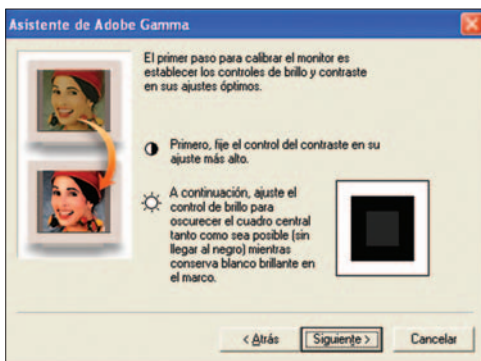 Asistente de Adobe Gamma
El primer paso para calibrar el monitor es
establecer los controles de brillo y contraste
en sus ajustes óptimos.
Primero, fije el control del contraste en su
ajuste más alto.
A continuación, ajuste el
control de brillo para
oscurecer el cuadro central
tanto como sea posible (sin
llegar al negro) mientras
conserva blanco brillante en
el marco.
< Atrás
Siguiente >
Cancelar